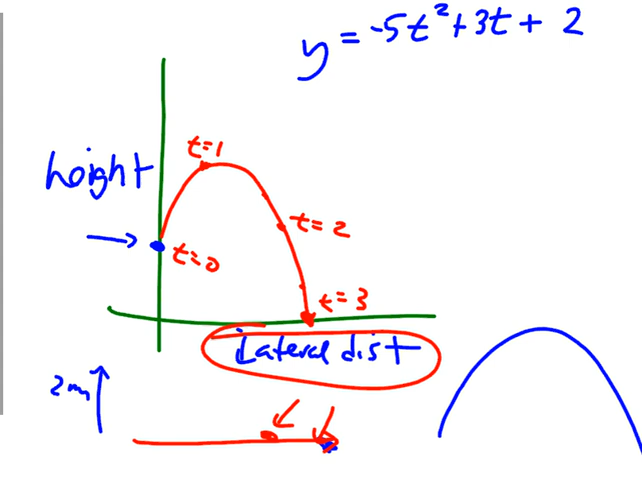 y = -5t² + 3t + 2
t=1
height
t=2
t=0
t=3
Lateral dist
2m